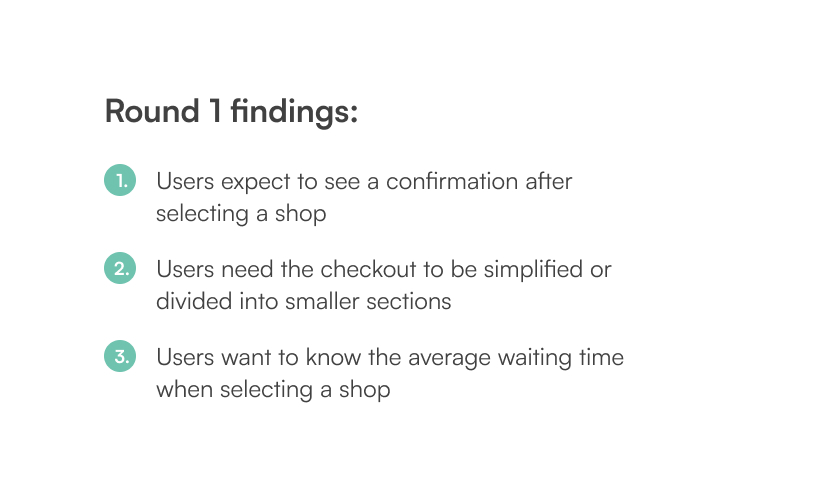 Round 1 findings:
1. Users expect to see a confirmation after
selecting a shop
2. Users need the checkout to be simplified or
divided into smaller sections
3. Users want to know the average waiting time
when selecting a shop